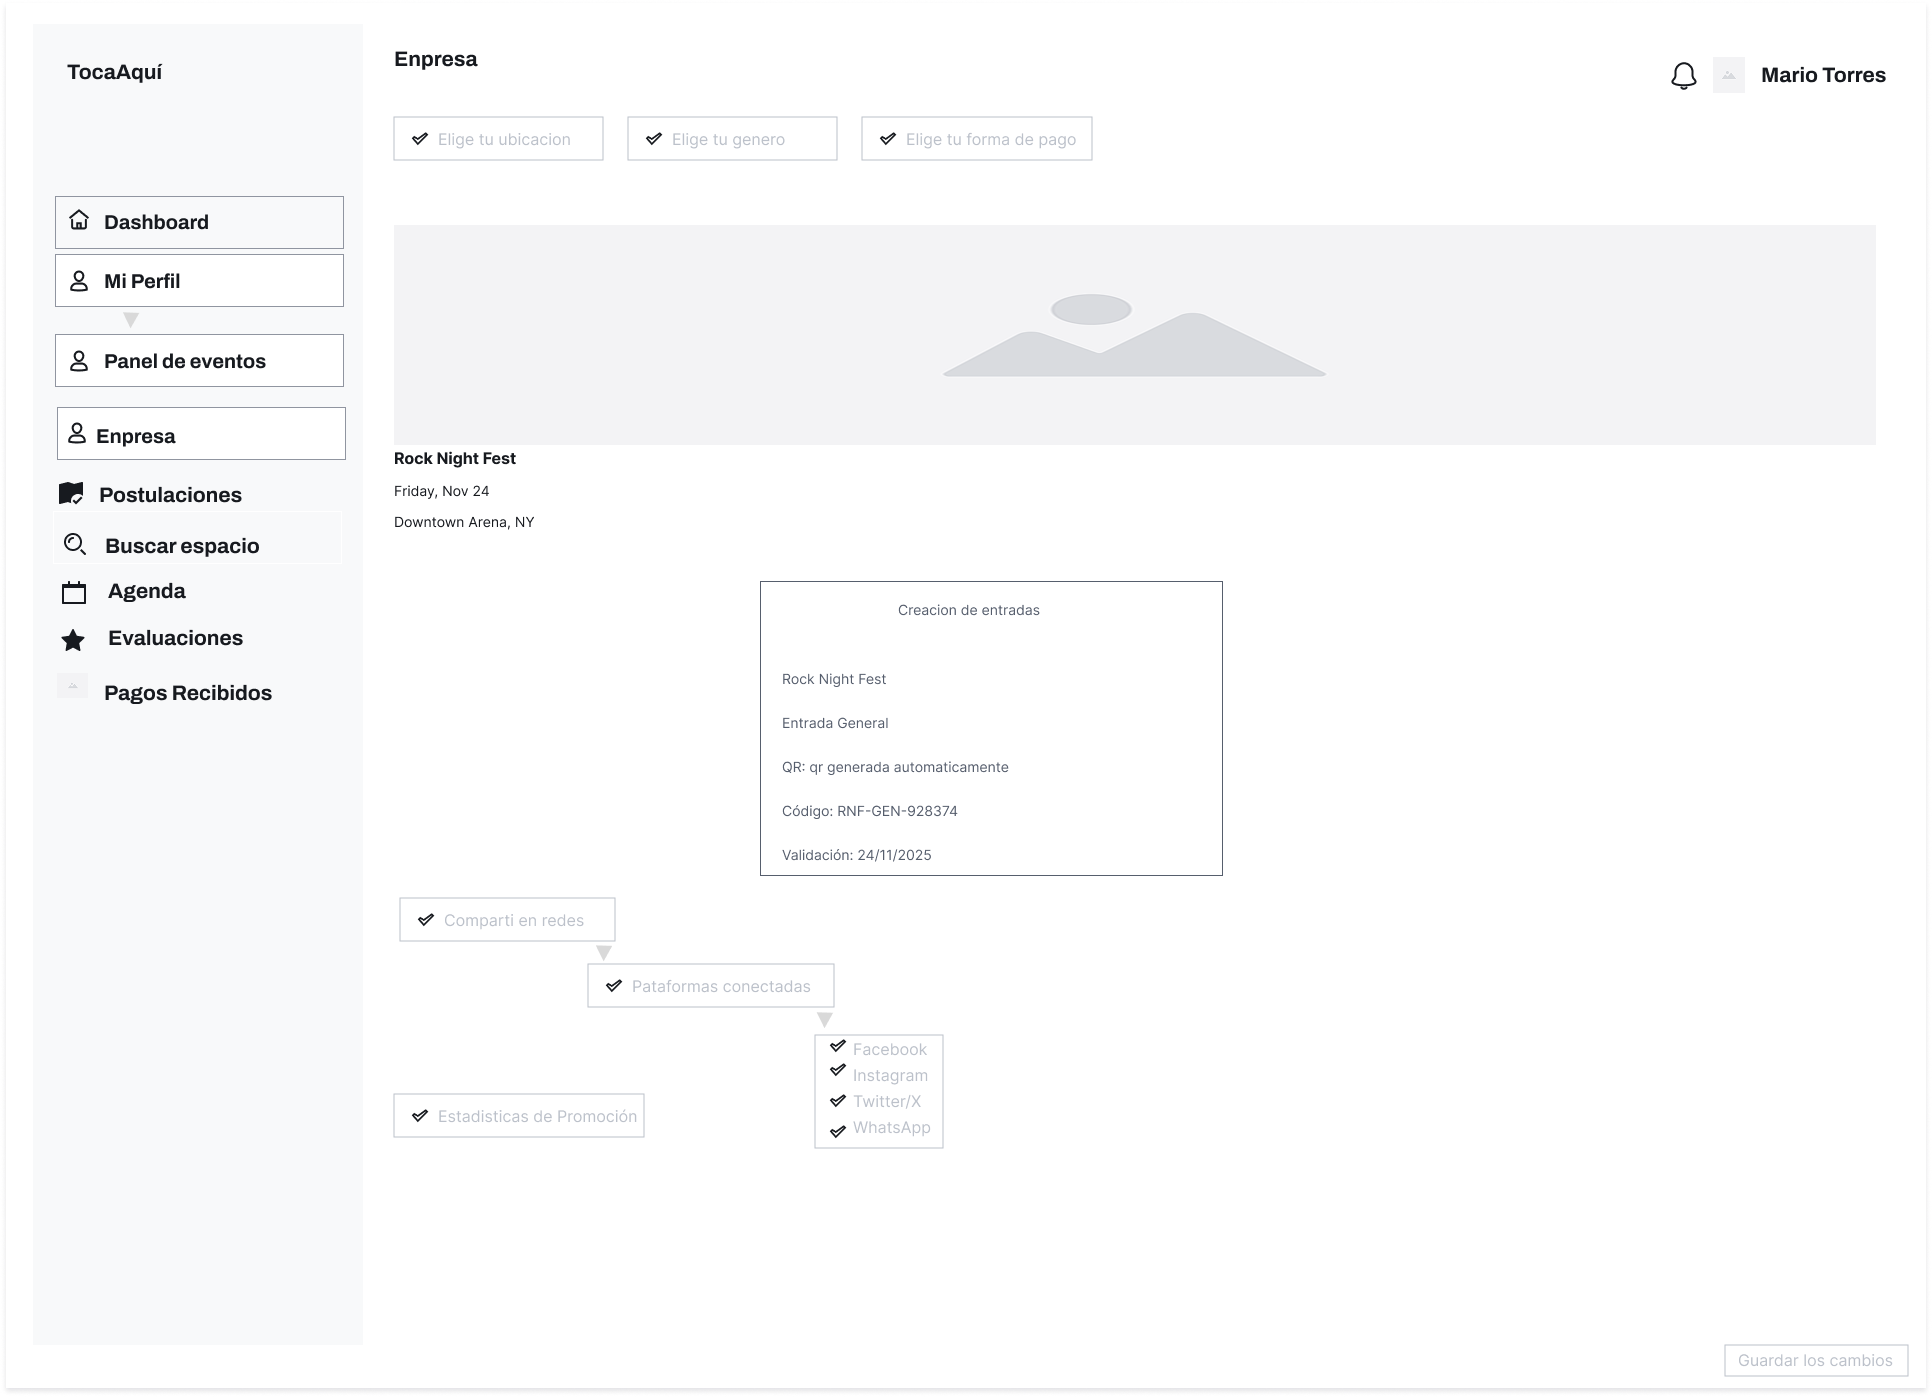 TocaAquí
Enpresa
Mario Torres
Elige tu ubicacion
Elige tu genero
Elige tu forma de pago
Dashboard
Mi Perfil
Panel de eventos
Enpresa
Postulaciones
Buscar espacio
Agenda
Evaluaciones
Pagos Recibidos
Rock Night Fest
Friday, Nov 24
Downtown Arena, NY
Creacion de entradas
Rock Night Fest
Entrada General
QR: qr generada automaticamente
Código: RNF-GEN-928374
Validación: 24/11/2025
Comparti en redes
Pataformas conectadas
Facebook
Instagram
Twitter/X
WhatsApp
Estadisticas de Promoción
Guardar los cambios